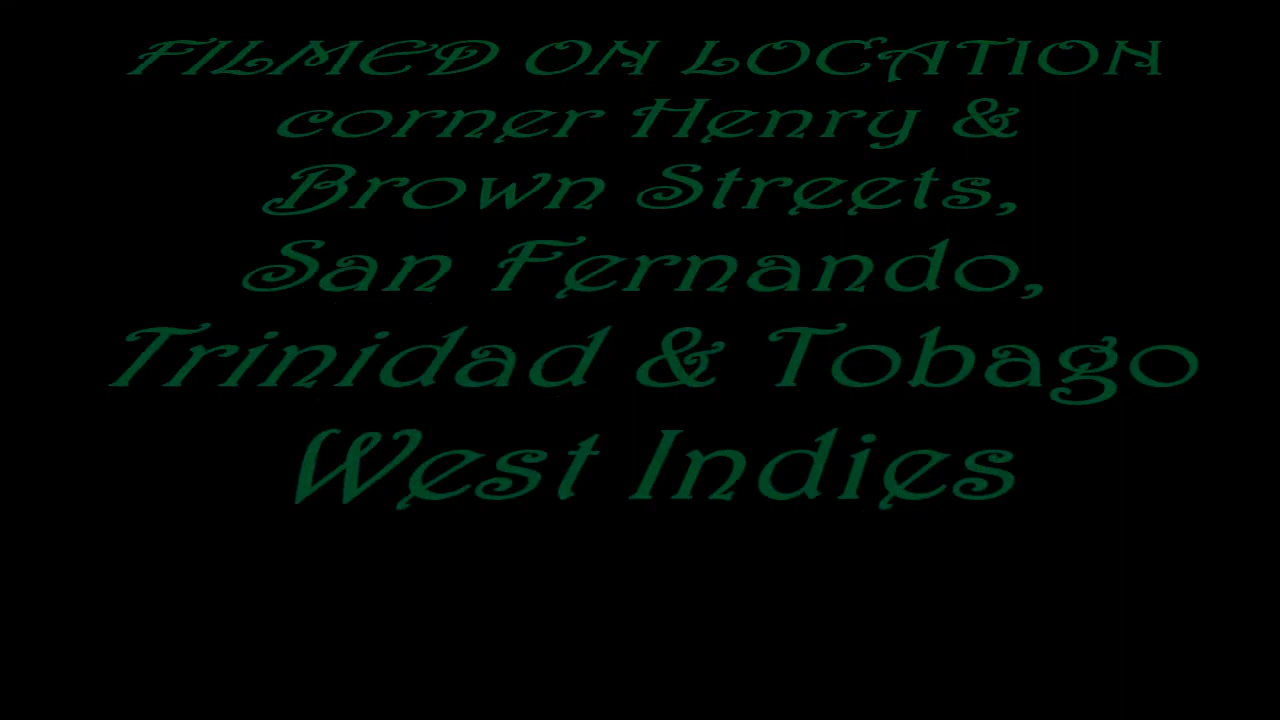 FILMED ON LOCATION
corner Henry &
Brown Streets,
San Fernando,
Trinidad & Tobago
West Indies